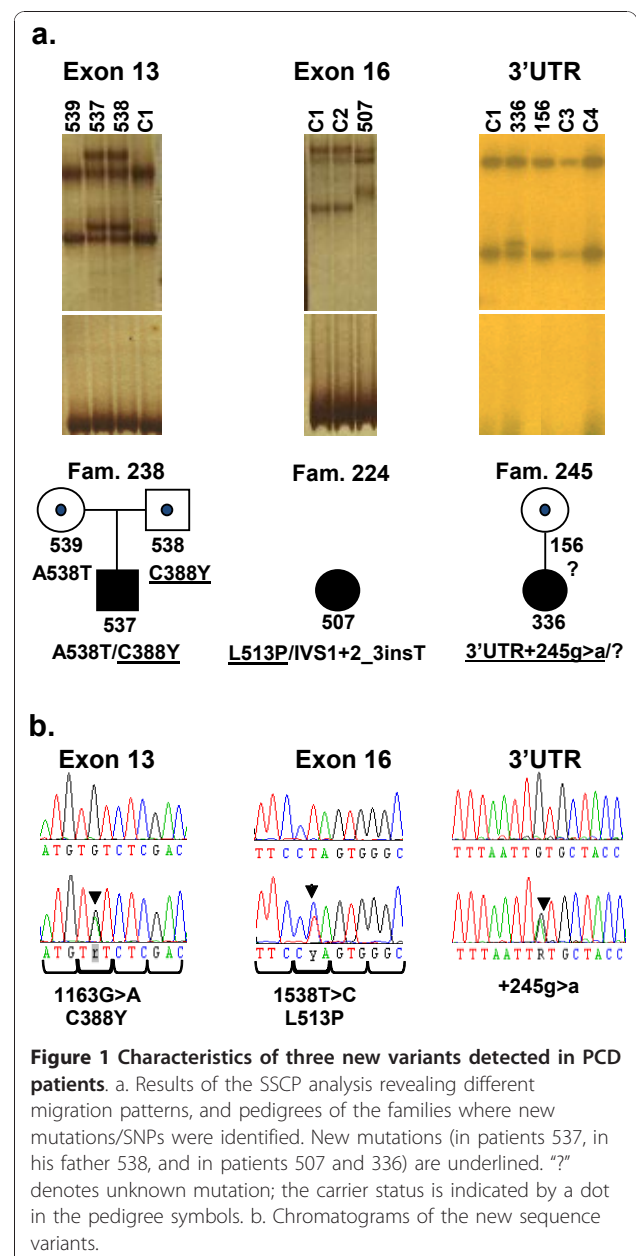 a.
Exon 13 Exon 16 3'UTR
539 537 538 C1 C1 C2 507 C1 336 156 C3 C4
Fam. 238 Fam. 224 Fam. 245
539 538 156
A538T C388Y ?
537 507 336
A538T/C388Y L513P/IVS1+2_3insT 3'UTR+245g>a/?
b.
Exon 13 Exon 16 3'UTR
ATGTGTCTCGAC TTCCTAGTGGGC TTTAATTGTGCTACC
ATGTrTCTCGAC TTCCyAGTGGGC TTTAATTRTGCTACC
1163G>A 1538T>C +245g>a
C388Y L513P
Figure 1 Characteristics of three new variants detected in PCD
patients. a. Results of the SSCP analysis revealing different
migration patterns, and pedigrees of the families where new
mutations/SNPs were identified. New mutations (in patients 537, in
his father 538, and in patients 507 and 336) are underlined. "?"
denotes unknown mutation; the carrier status is indicated by a dot
in the pedigree symbols. b. Chromatograms of the new sequence
variants.